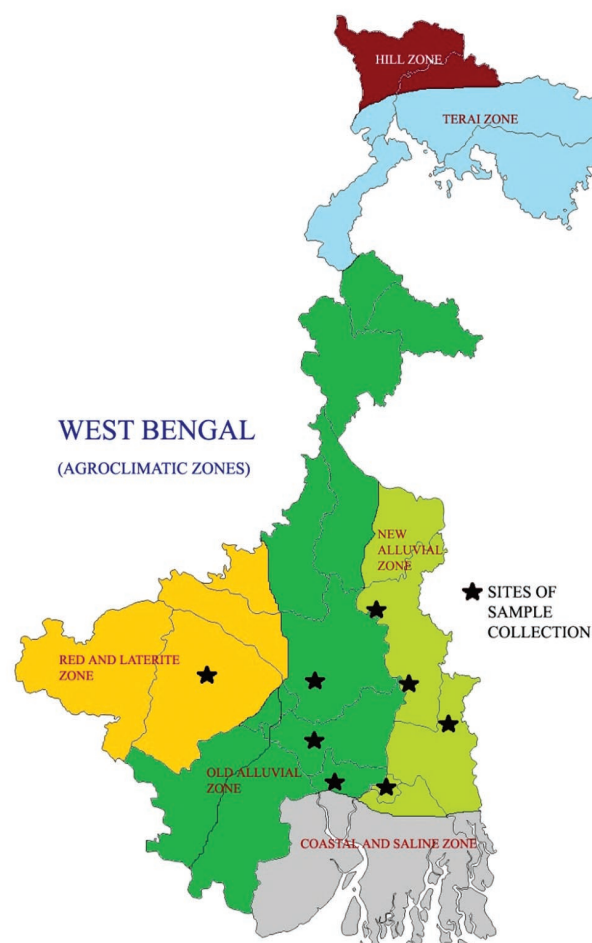 HILL ZONE
TERAI ZONE
WEST BENGAL
(AGROCLIMATIC ZONES)
NEW
ALLUVIAL
ZONE
SITES OF
SAMPLE
COLLECTION
RED AND LATERITE
ZONE
OLD ALLUVIAL
ZONE
COASTAL AND SALINE ZONE